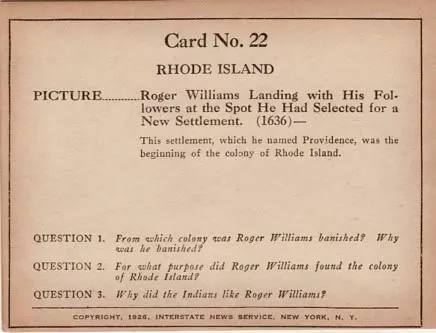 Card No. 22
RHODE ISLAND
PICTURE............Roger Williams Landing with His Fol-
lowers at the Spot He Had Selected for a
New Settlement. (1636)—
This settlement, which he named Providence, was the
beginning of the colony of Rhode Island.
QUESTION 1. From which colony was Roger Williams banished? Why
was he banished?
QUESTION 2. For what purpose did Roger Williams found the colony
of Rhode Island?
QUESTION 3. Why did the Indians like Roger Williams?
COPYRIGHT, 1926, INTERSTATE NEWS SERVICE, NEW YORK, N. Y.